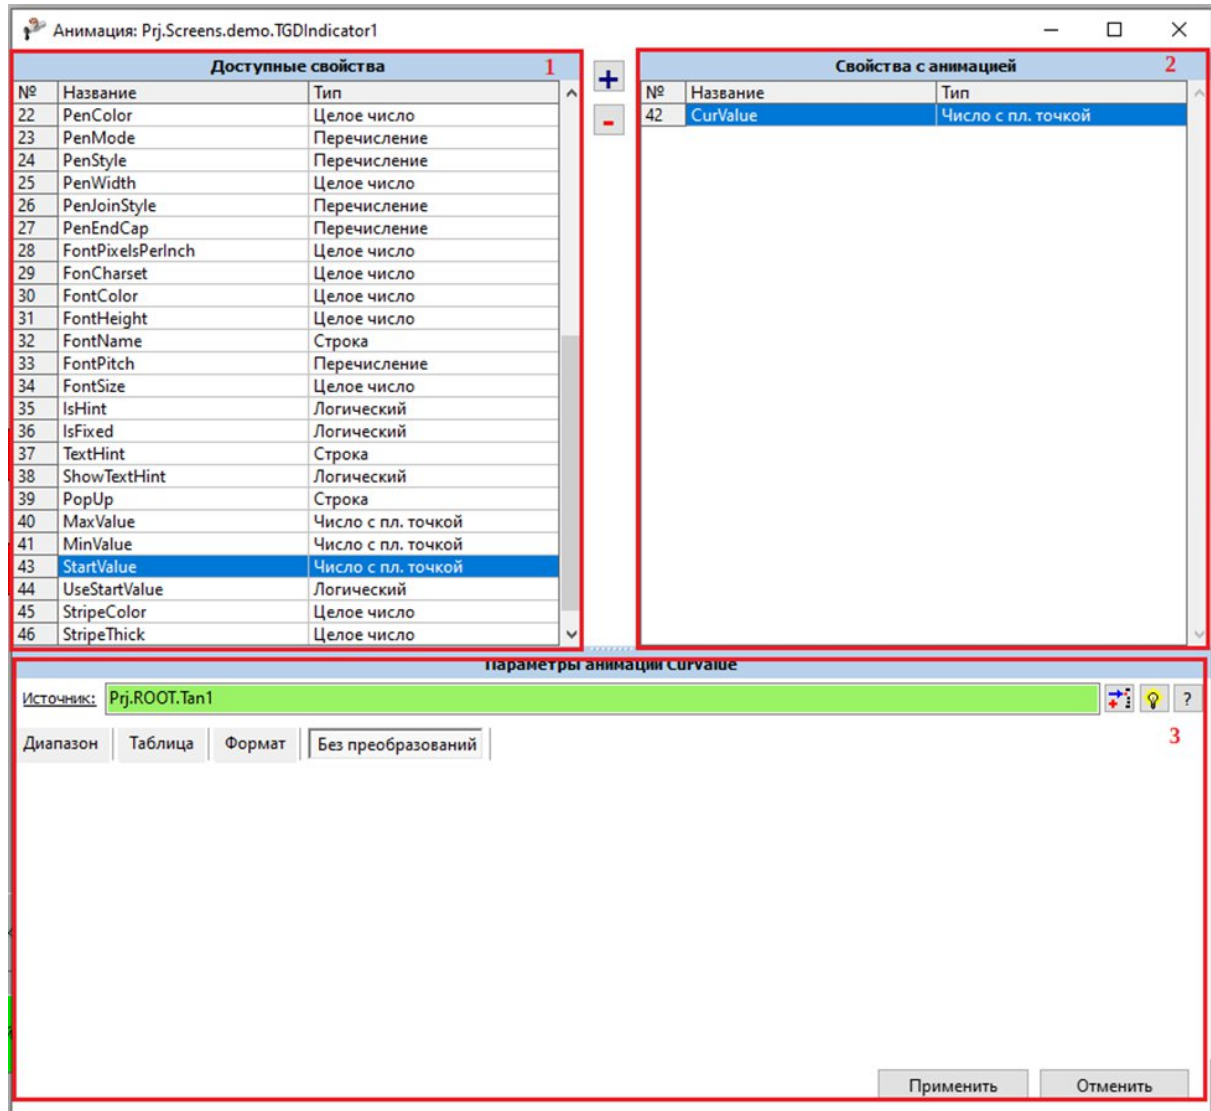 Анимация: Prj.Screens.demo.TGDIndicator1
Доступные свойства 1
№ Название Тип
22 PenColor Целое число
23 PenMode Перечисление
24 PenStyle Перечисление
25 PenWidth Целое число
26 PenJoinStyle Перечисление
27 PenEndCap Перечисление
28 FontPixelsPerInch Целое число
29 FonCharset Целое число
30 FontColor Целое число
31 FontHeight Целое число
32 FontName Строка
33 FontPitch Перечисление
34 FontSize Целое число
35 IsHint Логический
36 IsFixed Логический
37 TextHint Строка
38 ShowTextHint Логический
39 PopUp Строка
40 MaxValue Число с пл. точкой
41 MinValue Число с пл. точкой
43 StartValue Число с пл. точкой
44 UseStartValue Логический
45 StripeColor Целое число
46 StripeThick Целое число
+
-
Свойства с анимацией 2
№ Название Тип
42 CurValue Число с пл. точкой
Параметры анимации CurValue
Источник: Prj.ROOT.Tan1 ?
Диапазон Таблица Формат Без преобразований 3
Применить Отменить